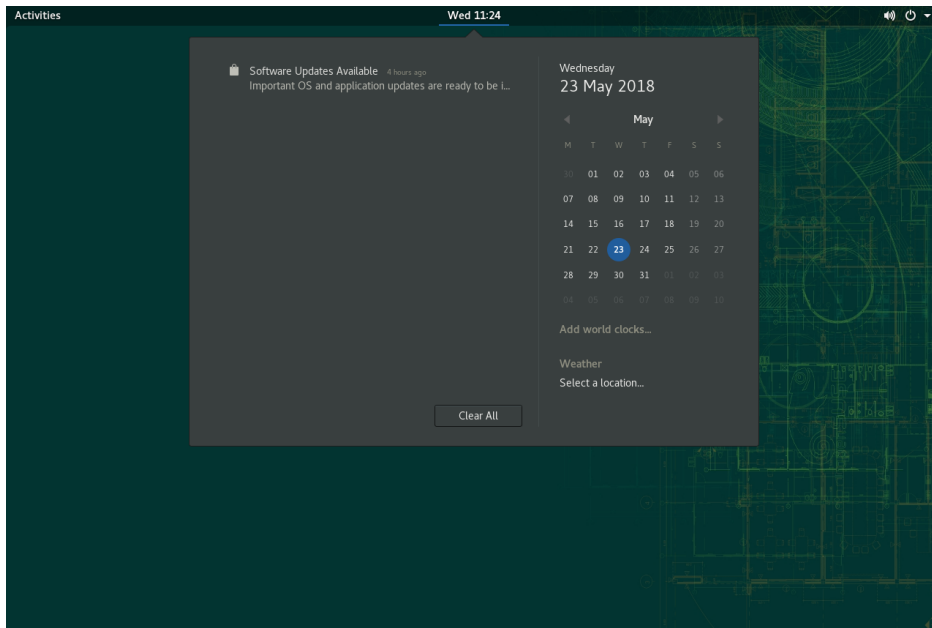 Activities
Wed 11:24
Software Updates Available 4 hours ago
Important OS and application updates are ready to be i...
Clear All
Wednesday
23 May 2018
May
M T W T F S S
30 01 02 03 04 05 06
07 08 09 10 11 12 13
14 15 16 17 18 19 20
21 22 23 24 25 26 27
28 29 30 31 01 02 03
04 05 06 07 08 09 10
Add world clocks...
Weather
Select a location...